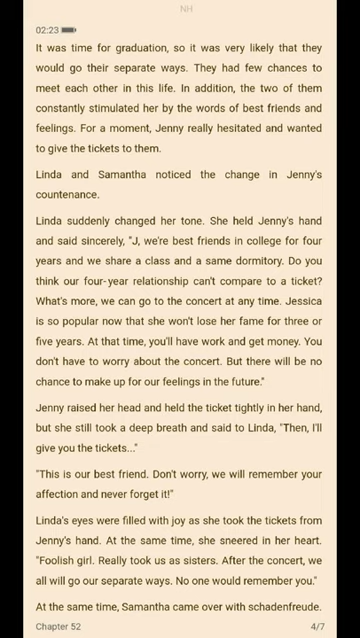 NH
02:23
It was time for graduation, so it was very likely that they
would go their separate ways. They had few chances to
meet each other in this life. In addition, the two of them
constantly stimulated her by the words of best friends and
feelings. For a moment, Jenny really hesitated and wanted
to give the tickets to them.
Linda and Samantha noticed the change in Jenny's
countenance.
Linda suddenly changed her tone. She held Jenny's hand
and said sincerely, "J, we're best friends in college for four
years and we share a class and a same dormitory. Do you
think our four-year relationship can't compare to a ticket?
What's more, we can go to the concert at any time. Jessica
is so popular now that she won't lose her fame for three or
five years. At that time, you'll have work and get money. You
don't have to worry about the concert. But there will be no
chance to make up for our feelings in the future."
Jenny raised her head and held the ticket tightly in her hand,
but she still took a deep breath and said to Linda, "Then, I'll
give you the tickets..."
"This is our best friend. Don't worry, we will remember your
affection and never forget it!"
Linda's eyes were filled with joy as she took the tickets from
Jenny's hand. At the same time, she sneered in her heart.
"Foolish girl. Really took us as sisters. After the concert, we
all will go our separate ways. No one would remember you."
At the same time, Samantha came over with schadenfreude.
Chapter 52
4/7